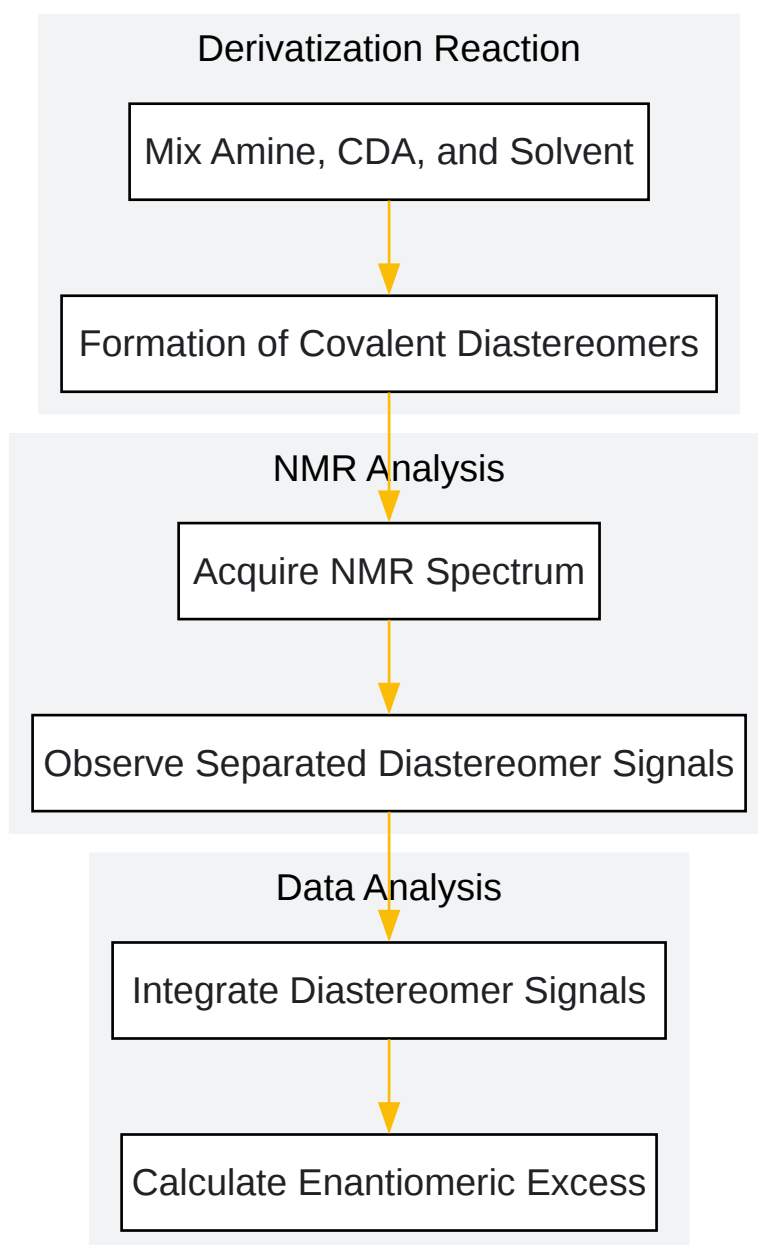 Derivatization Reaction
Mix Amine, CDA, and Solvent
Formation of Covalent Diastereomers
NMR Analysis
Acquire NMR Spectrum
Observe Separated Diastereomer Signals
Data Analysis
Integrate Diastereomer Signals
Calculate Enantiomeric Excess